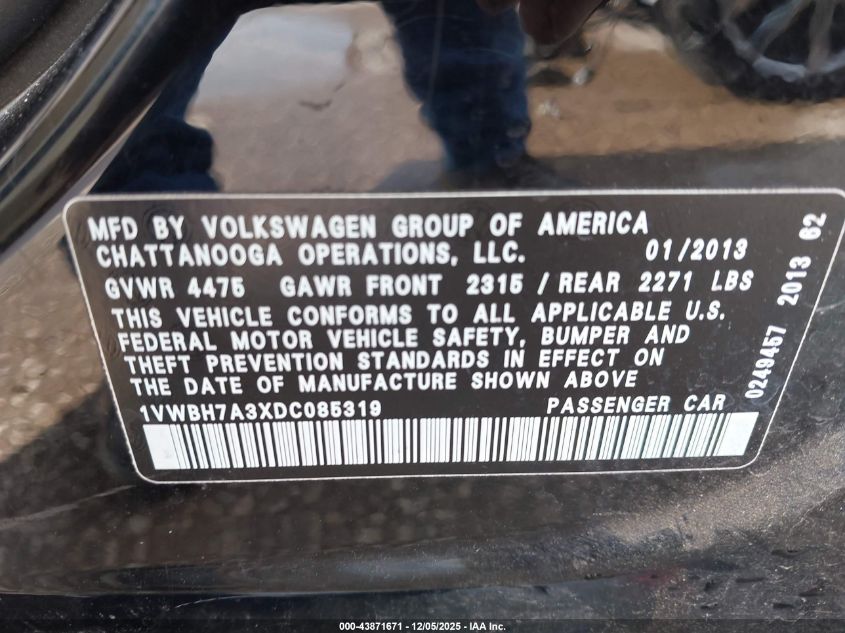 MFD BY VOLKSWAGEN GROUP OF AMERICA
CHATTANOOGA OPERATIONS, LLC. 01/2013
GVWR 4475 GAWR FRONT 2315 / REAR 2271 LBS
THIS VEHICLE CONFORMS TO ALL APPLICABLE U.S.
FEDERAL MOTOR VEHICLE SAFETY, BUMPER AND
THEFT PREVENTION STANDARDS IN EFFECT ON
THE DATE OF MANUFACTURE SHOWN ABOVE.
1VWBH7A3XDC085319 PASSENGER CAR
0249457 2013 62
000-43871671 - 12/05/2025 - IAA Inc.